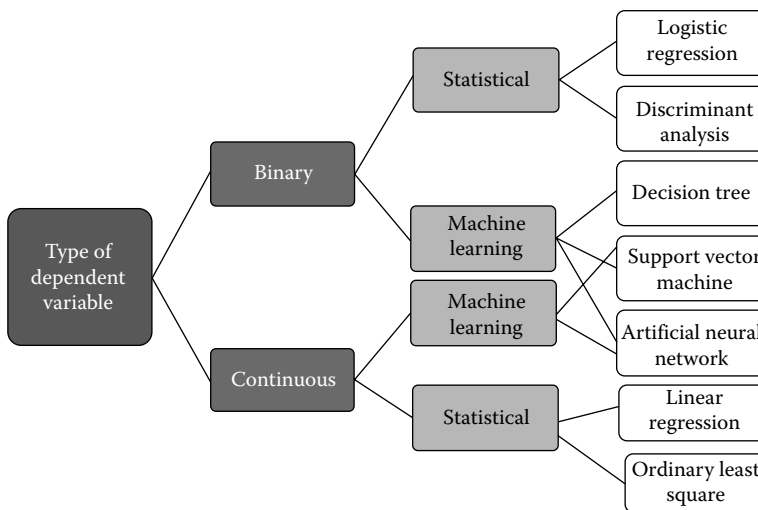 Type of
dependent
variable
Binary
Continuous
Statistical
Machine
learning
Machine
learning
Statistical
Logistic
regression
Discriminant
analysis
Decision tree
Support vector
machine
Artificial neural
network
Linear
regression
Ordinary least
square